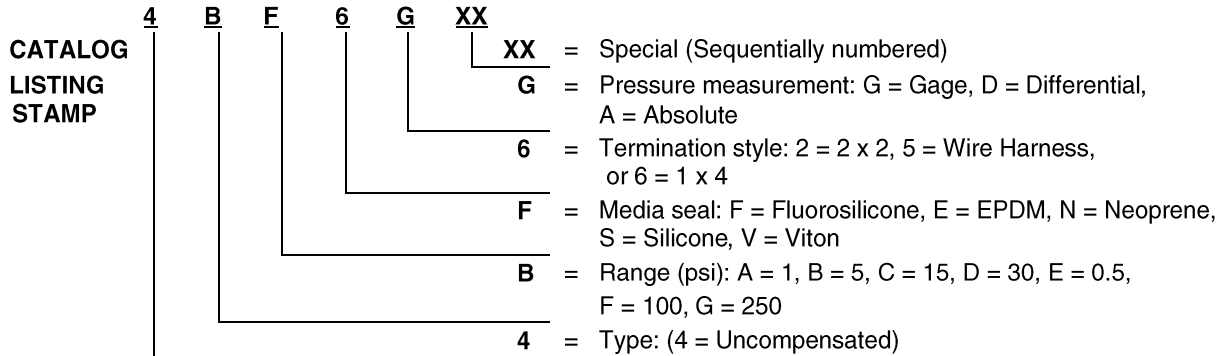 4 B F 6 G XX
CATALOG LISTING STAMP
XX = Special (Sequentially numbered)
G = Pressure measurement: G = Gage, D = Differential,
A = Absolute
6 = Termination style: 2 = 2 x 2, 5 = Wire Harness,
or 6 = 1 x 4
F = Media seal: F = Fluorosilicone, E = EPDM, N = Neoprene,
S = Silicone, V = Viton
B = Range (psi): A = 1, B = 5, C = 15, D = 30, E = 0.5,
F = 100, G = 250
4 = Type: (4 = Uncompensated)